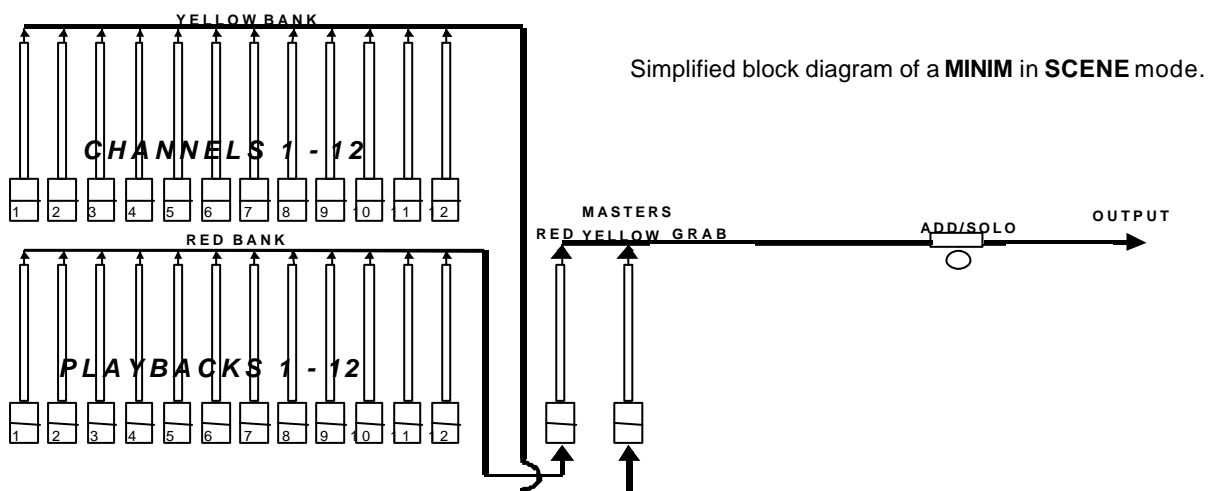 YELLOW BANK
Simplified block diagram of a MINIM in SCENE mode.
CHANNELS 1 - 12
1 2 3 4 5 6 7 8 9 10 11 12
RED BANK
MASTERS
RED YELLOW GRAB
ADD/SOLO
OUTPUT
PLAYBACKS 1 - 12
1 2 3 4 5 6 7 8 9 10 11 12